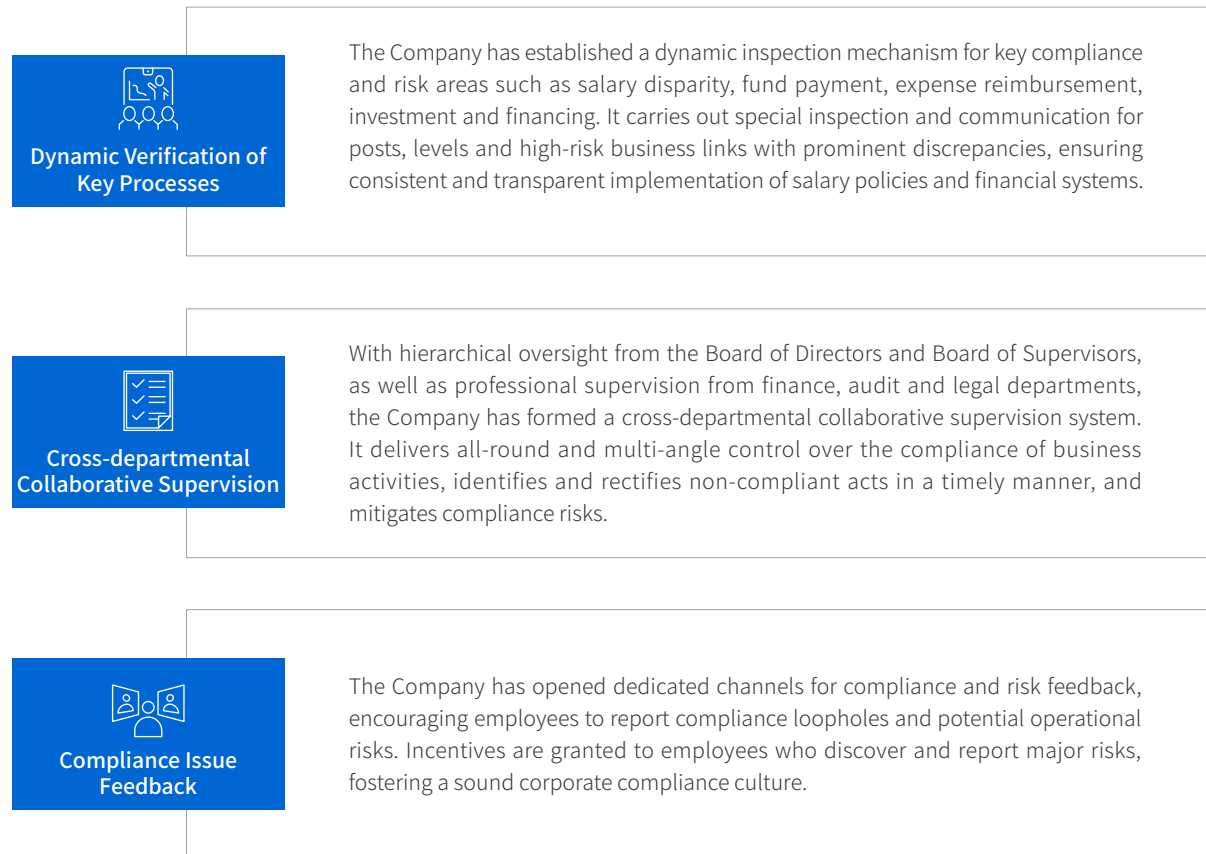 Dynamic Verification of
Key Processes
The Company has established a dynamic inspection mechanism for key compliance
and risk areas such as salary disparity, fund payment, expense reimbursement,
investment and financing. It carries out special inspection and communication for
posts, levels and high-risk business links with prominent discrepancies, ensuring
consistent and transparent implementation of salary policies and financial systems.
Cross-departmental
Collaborative Supervision
With hierarchical oversight from the Board of Directors and Board of Supervisors,
as well as professional supervision from finance, audit and legal departments,
the Company has formed a cross-departmental collaborative supervision system.
It delivers all-round and multi-angle control over the compliance of business
activities, identifies and rectifies non-compliant acts in a timely manner, and
mitigates compliance risks.
Compliance Issue
Feedback
The Company has opened dedicated channels for compliance and risk feedback,
encouraging employees to report compliance loopholes and potential operational
risks. Incentives are granted to employees who discover and report major risks,
fostering a sound corporate compliance culture.